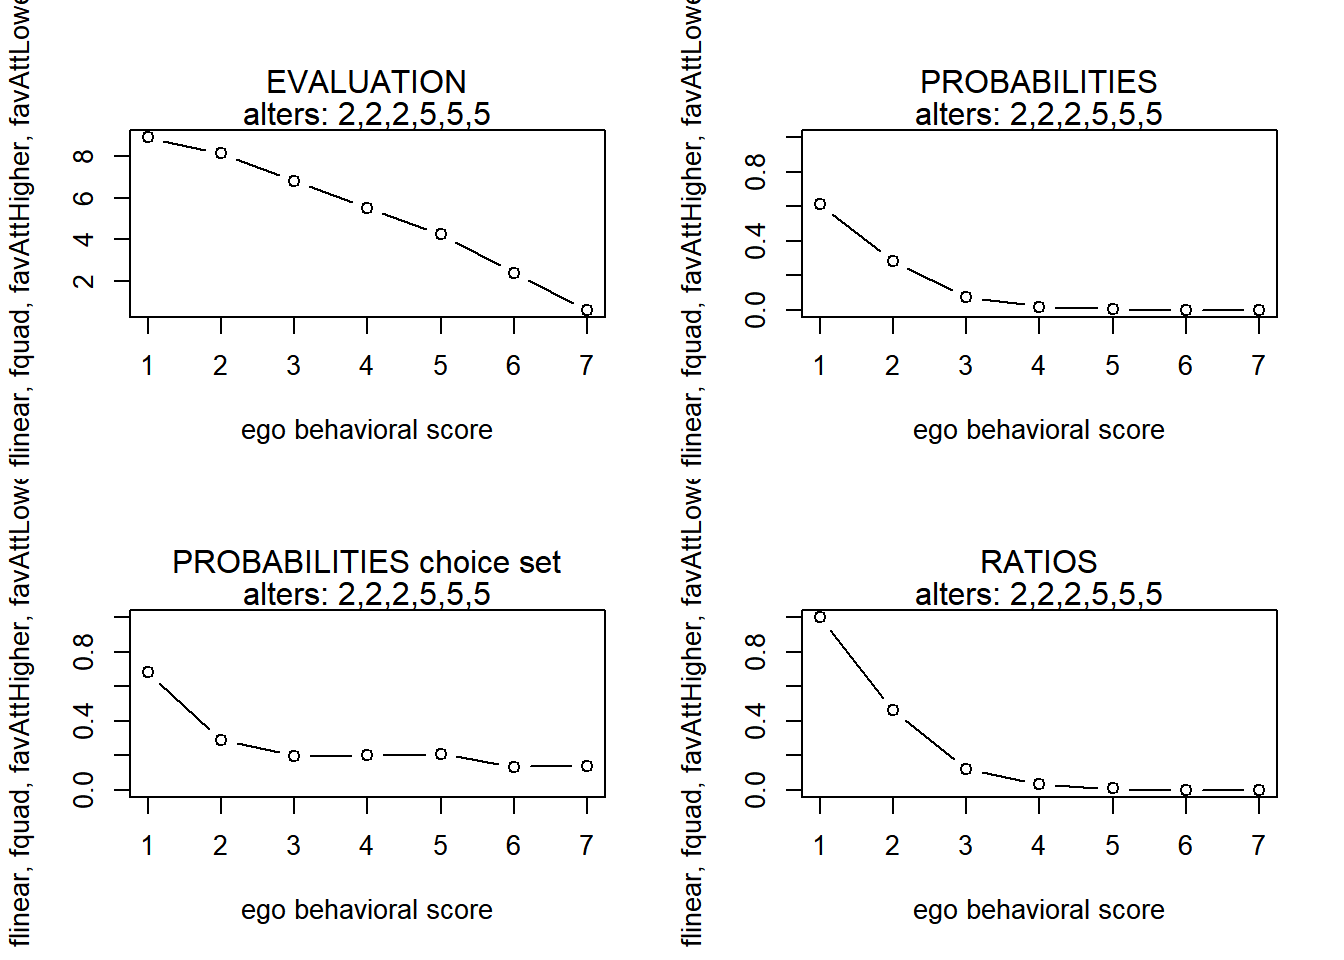 EVALUATION
alters: 2,2,2,5,5,5
flinear, fquad, favAttHigher, favAttLowe
8
6
4
2
1 2 3 4 5 6 7
ego behavioral score
PROBABILITIES
alters: 2,2,2,5,5,5
flinear, fquad, favAttHigher, favAttLowe
0.8
0.4
0.0
1 2 3 4 5 6 7
ego behavioral score
PROBABILITIES choice set
alters: 2,2,2,5,5,5
flinear, fquad, favAttHigher, favAttLowe
0.8
0.4
0.0
1 2 3 4 5 6 7
ego behavioral score
RATIOS
alters: 2,2,2,5,5,5
flinear, fquad, favAttHigher, favAttLowe
0.8
0.4
0.0
1 2 3 4 5 6 7
ego behavioral score